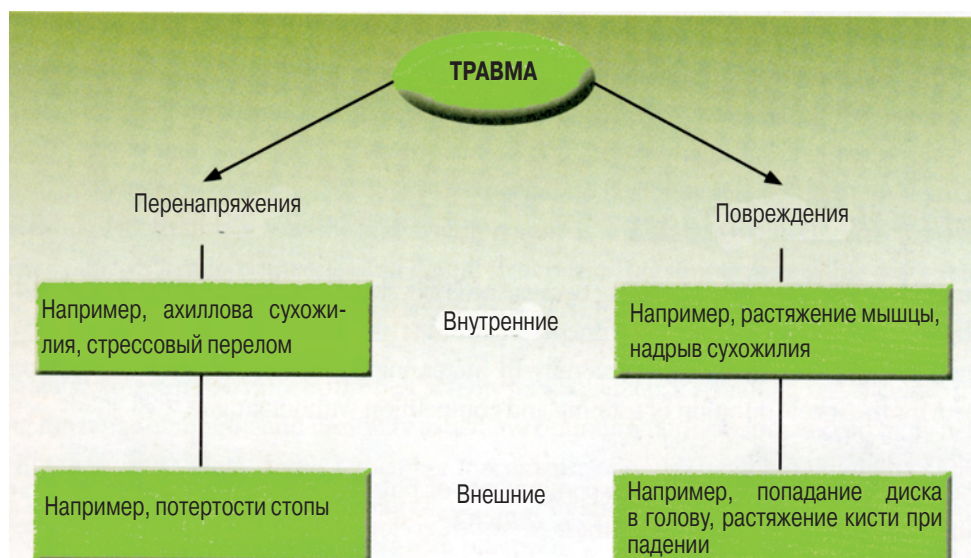 ТРАВМА
Перенапряжения
Повреждения
Например, ахиллова сухожи-
лия, стрессовый перелом
Внутренние
Например, растяжение мышцы,
надрыв сухожилия
Например, потертости стопы
Внешние
Например, попадание диска
в голову, растяжение кисти при
падении